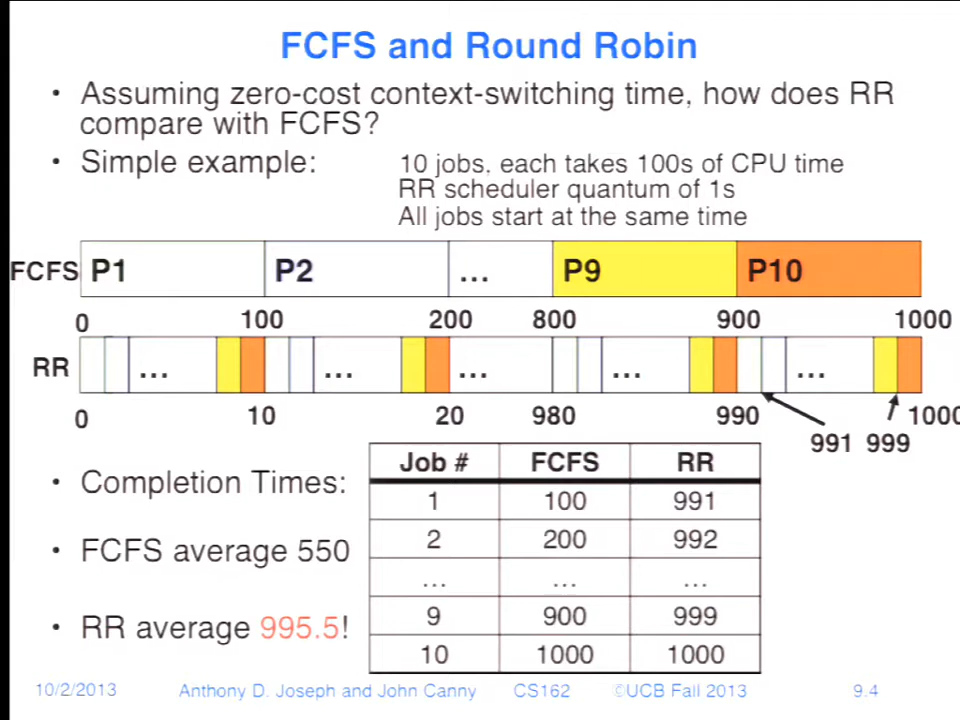 FCFS and Round Robin
• Assuming zero-cost context-switching time, how does RR
compare with FCFS?
• Simple example: 10 jobs, each takes 100s of CPU time
RR scheduler quantum of 1s
All jobs start at the same time
FCFS P1 P2 ... P9 P10
0 100 200 800 900 1000
RR ... ... ... ... ...
0 10 20 980 990 1000
991 999
• Completion Times:
• FCFS average 550
• RR average 995.5!
Job # FCFS RR
1 100 991
2 200 992
... ... ...
9 900 999
10 1000 1000
10/2/2013 Anthony D. Joseph and John Canny CS162 ©UCB Fall 2013 9.4